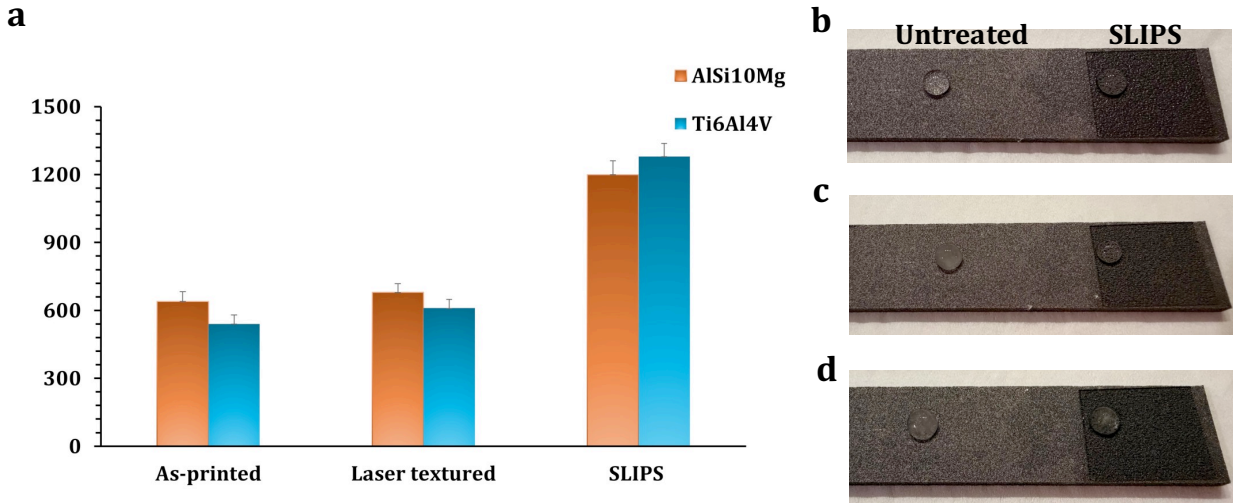 a
AlSi10Mg
Ti6Al4V
1500
1200
900
600
300
0
As-printed
Laser textured
SLIPS
b
Untreated
SLIPS
c
d